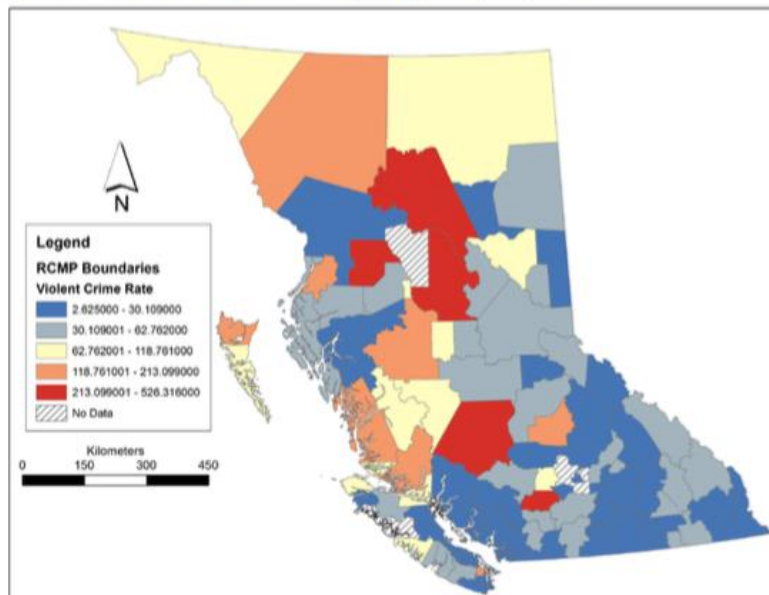 N
Legend
RCMP Boundaries
Violent Crime Rate
2.625000 - 30.109000
30.109001 - 62.762000
62.762001 - 118.761000
118.761001 - 213.099000
213.099001 - 526.316000
No Data
Kilometers
0 150 300 450